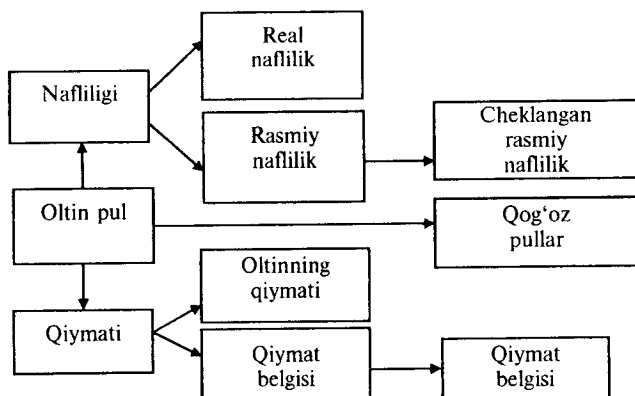 Real
naflilik
Nafliligi
Rasmiy
naflilik
Cheklangan
rasmiy
naflilik
Oltin pul
Qog‘oz
pullar
Oltinning
qiymati
Qiymati
Qiymat
belgisi
Qiymat
belgisi